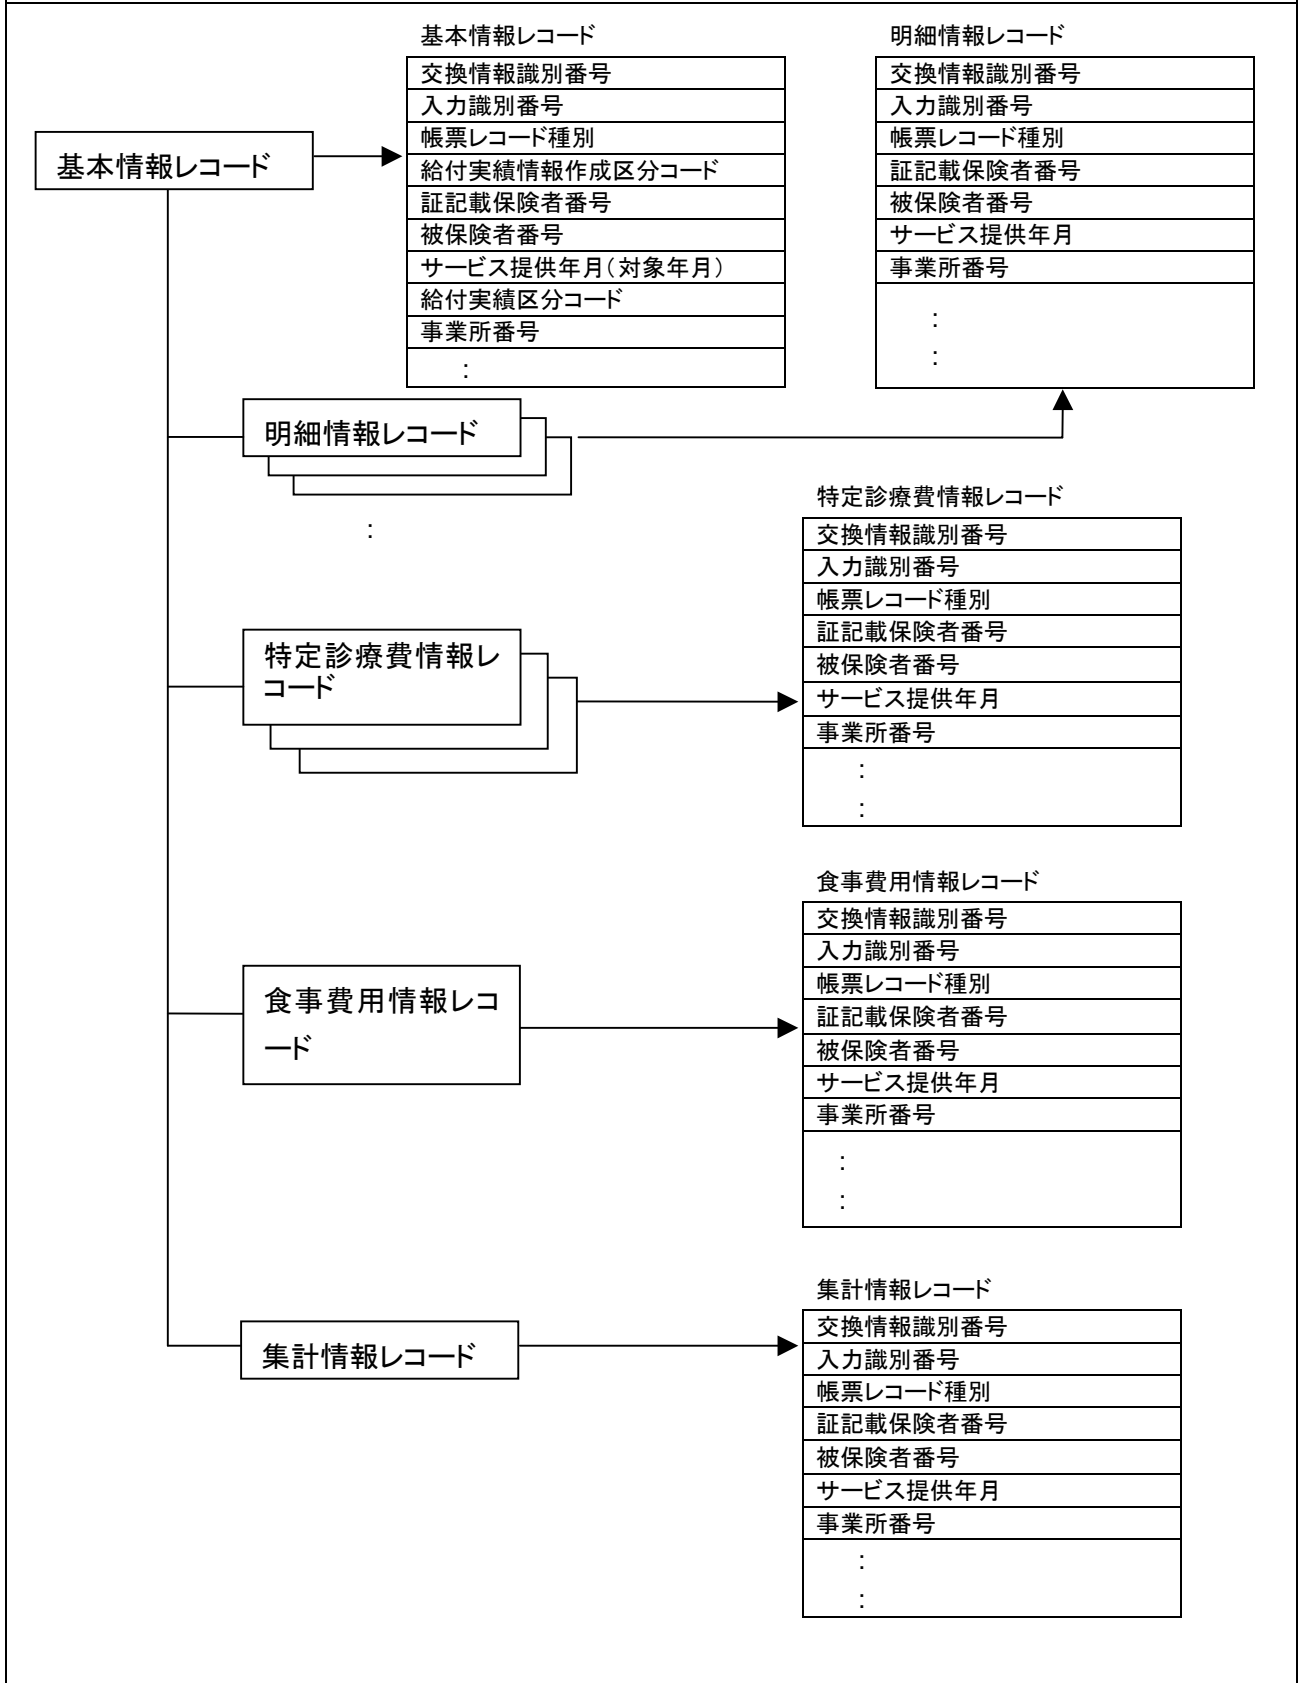 基本情報レコード
基本情報レコード
交換情報識別番号
入力識別番号
帳票レコード種別
給付実績情報作成区分コード
証記載保険者番号
被保険者番号
サービス提供年月(対象年月)
給付実績区分コード
事業所番号
:
明細情報レコード
交換情報識別番号
入力識別番号
帳票レコード種別
証記載保険者番号
被保険者番号
サービス提供年月
事業所番号
:
:
明細情報レコード
:
特定診療費情報レ
コード
特定診療費情報レコード
交換情報識別番号
入力識別番号
帳票レコード種別
証記載保険者番号
被保険者番号
サービス提供年月
事業所番号
:
:
食事費用情報レコ
ード
食事費用情報レコード
交換情報識別番号
入力識別番号
帳票レコード種別
証記載保険者番号
被保険者番号
サービス提供年月
事業所番号
:
:
集計情報レコード
集計情報レコード
交換情報識別番号
入力識別番号
帳票レコード種別
証記載保険者番号
被保険者番号
サービス提供年月
事業所番号
:
: